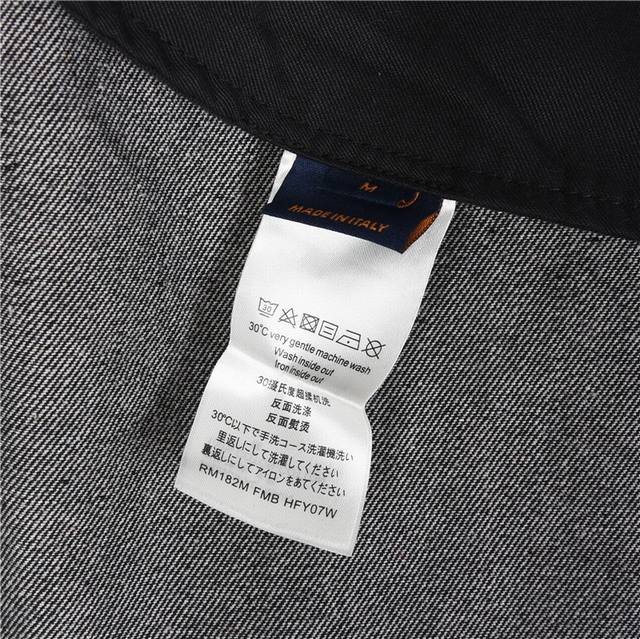 M
MADE IN ITALY
30
30°C very gentle machine wash
Wash inside out
Iron inside out
30摄氏度超揉机洗
反面洗涤
反面熨烫
30°C以下で手洗コース洗濯機洗い
里返しにして洗濯してください
裏返しにしてアイロンをあてください
RM182M FMB HFY07W